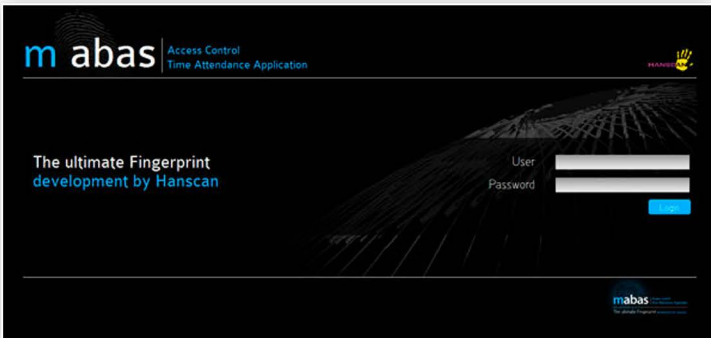 m abas
Access Control
Time Attendance Application
HANSCAN
The ultimate Fingerprint
development by Hanscan
User
Password
Login
mabas
The ultimate Fingerprint